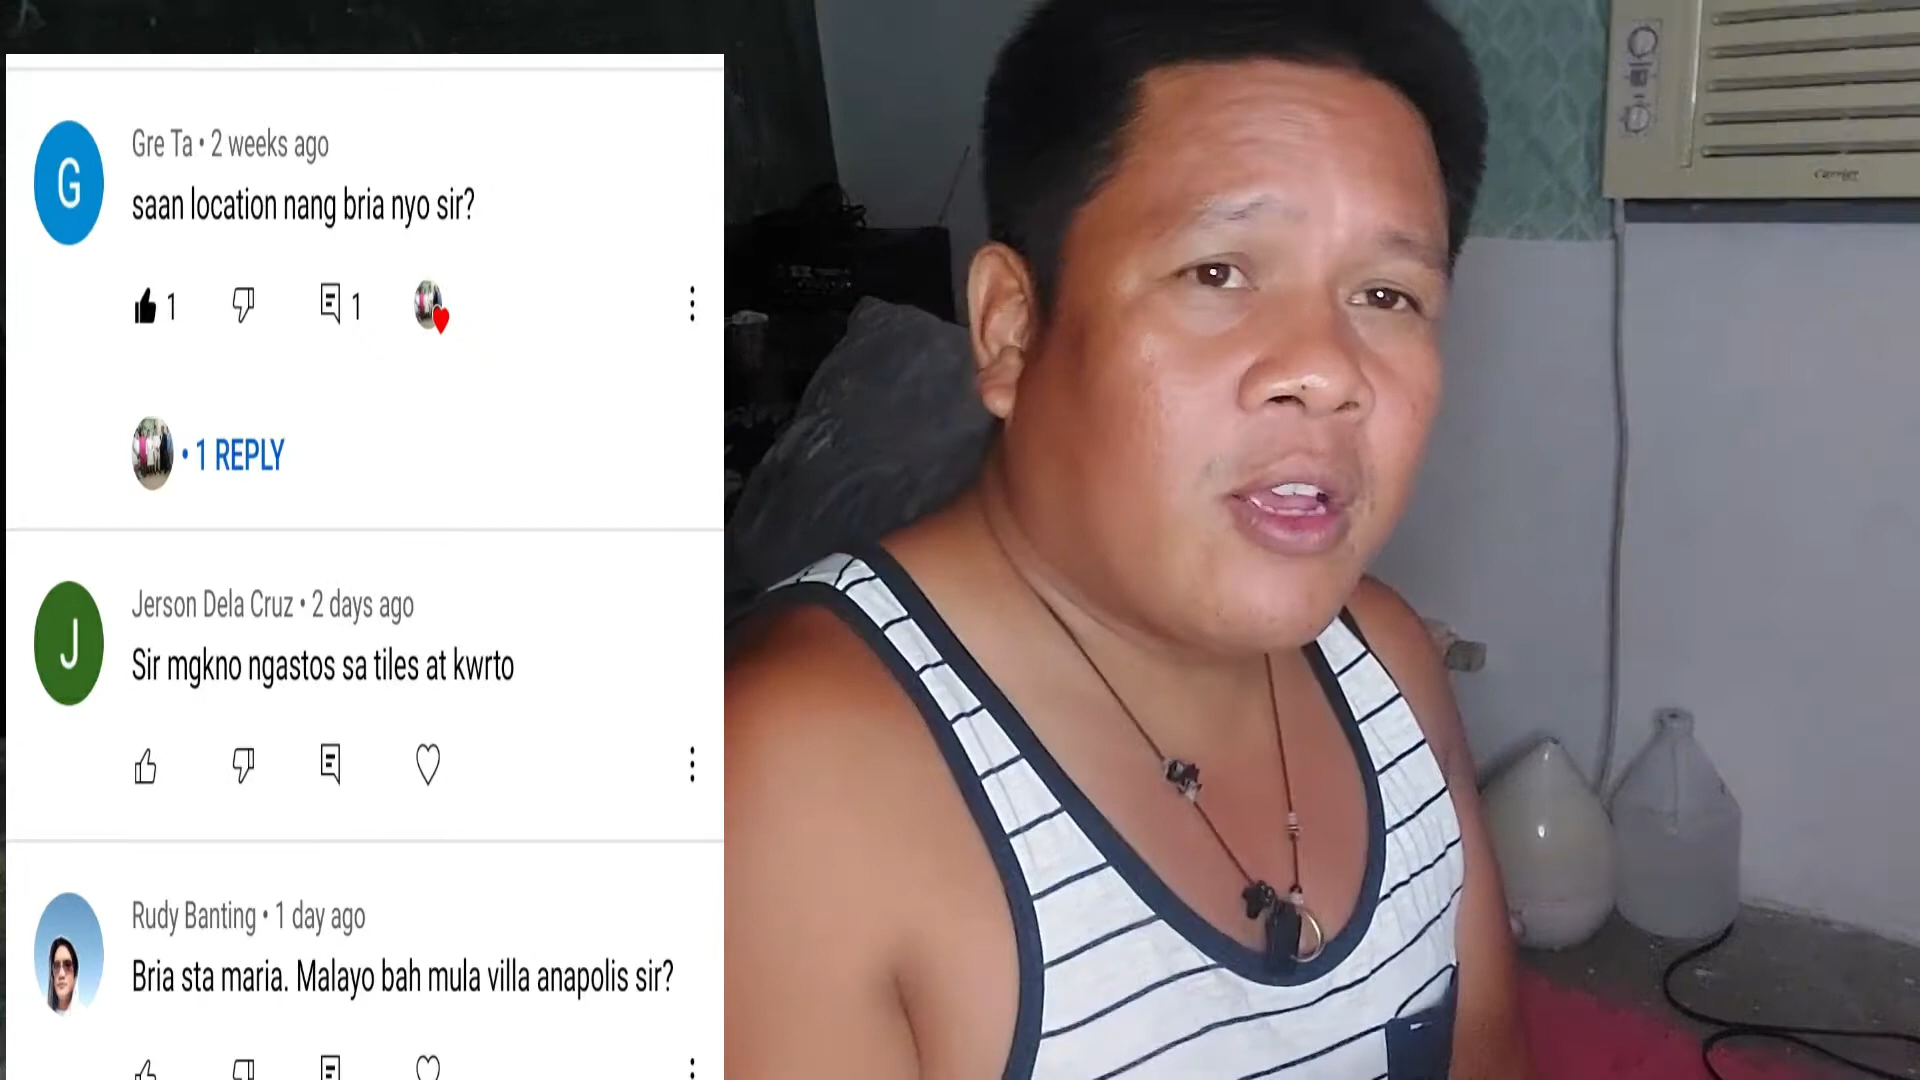 G
Gre Ta • 2 weeks ago
saan location nang bria nyo sir?
1
1
• 1 REPLY
J
Jerson Dela Cruz • 2 days ago
Sir mgkno ngastos sa tiles at kwrto
Rudy Banting • 1 day ago
Bria sta maria. Malayo bah mula villa anapolis sir?
Carrier